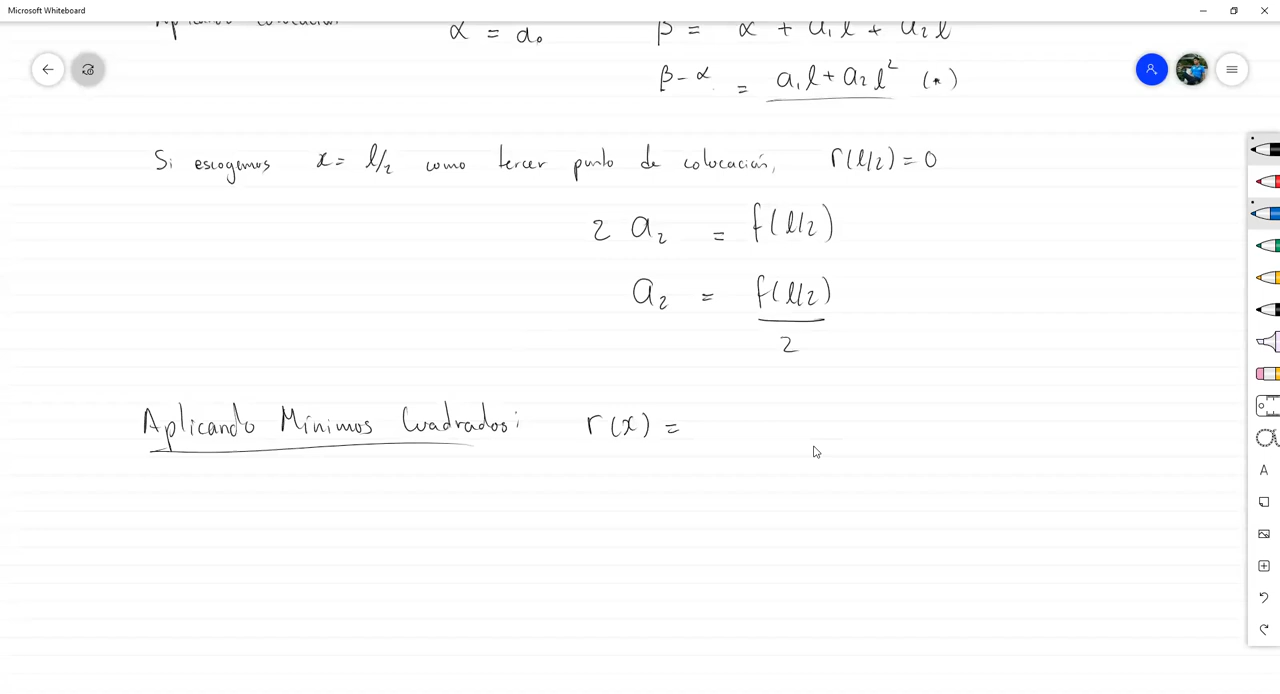 Microsoft Whiteboard
α = a₀ β = α + a₁l + a₂l
β - α = a₁l + a₂l² (*)
Si escogemos x = l/2 como tercer punto de colocación, r(l/2) = 0
2 a₂ = f(l/2)
a₂ = f(l/2)
2
Aplicando Mínimos Cuadrados: r(x) =
A